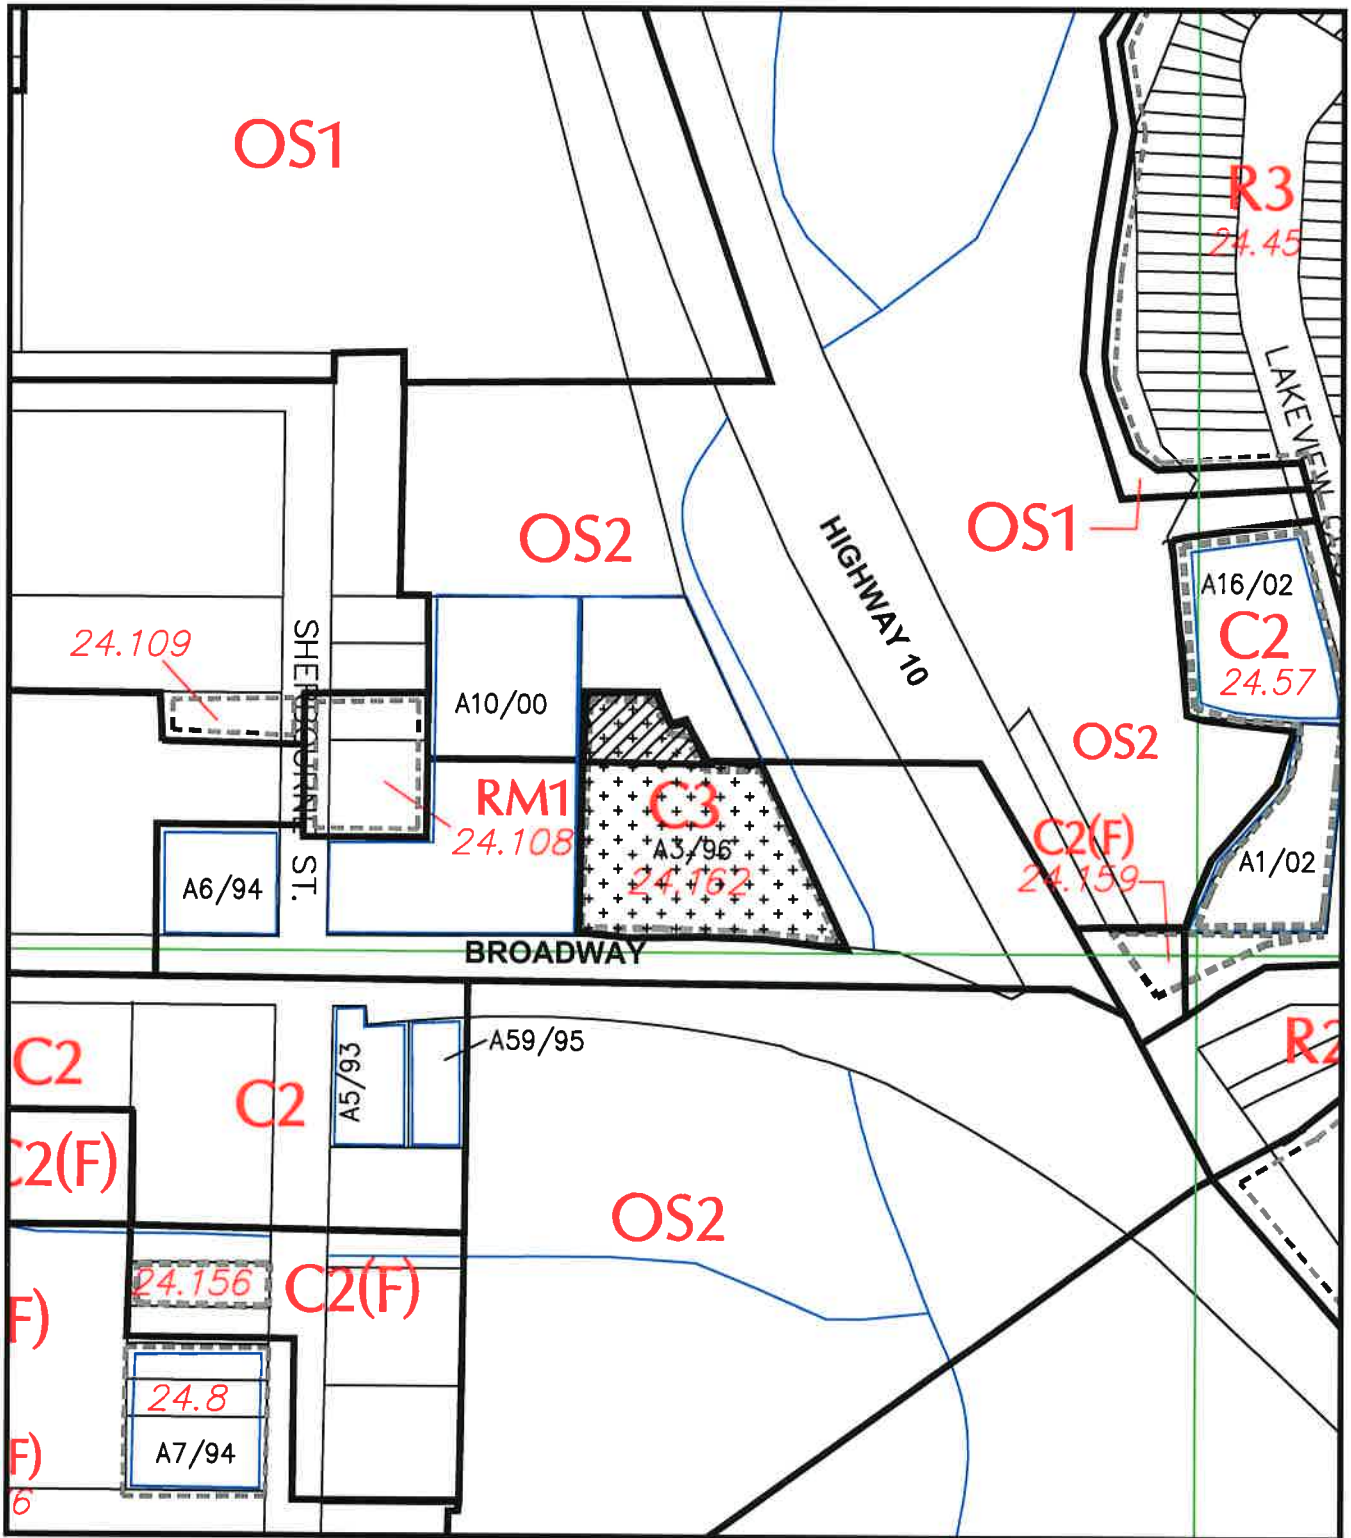 OS1
R3
24.45
LAKEVIEW
OS2
HIGHWAY 10
OS1
A16/02
C2
24.57
24.109
SHERBOURNE ST.
A10/00
OS2
RM1
24.108
C3
A3/96
24.162
C2(F)
24.159
A1/02
A6/94
BROADWAY
C2
C2
A5/93
A59/95
R2
C2(F)
OS2
24.156
C2(F)
F)
24.8
A7/94
F)
6